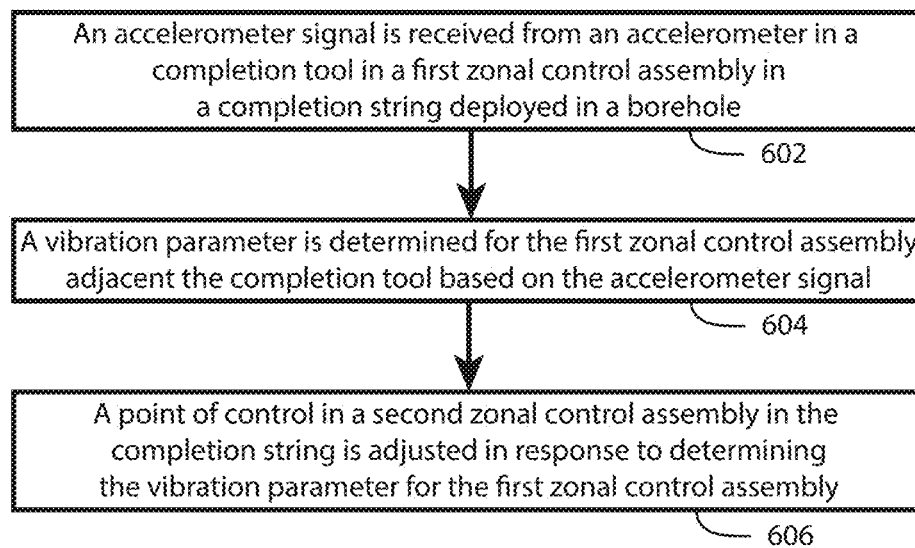 An accelerometer signal is received from an accelerometer in a
completion tool in a first zonal control assembly in
a completion string deployed in a borehole
602
A vibration parameter is determined for the first zonal control assembly
adjacent the completion tool based on the accelerometer signal
604
A point of control in a second zonal control assembly in the
completion string is adjusted in response to determining
the vibration parameter for the first zonal control assembly
606